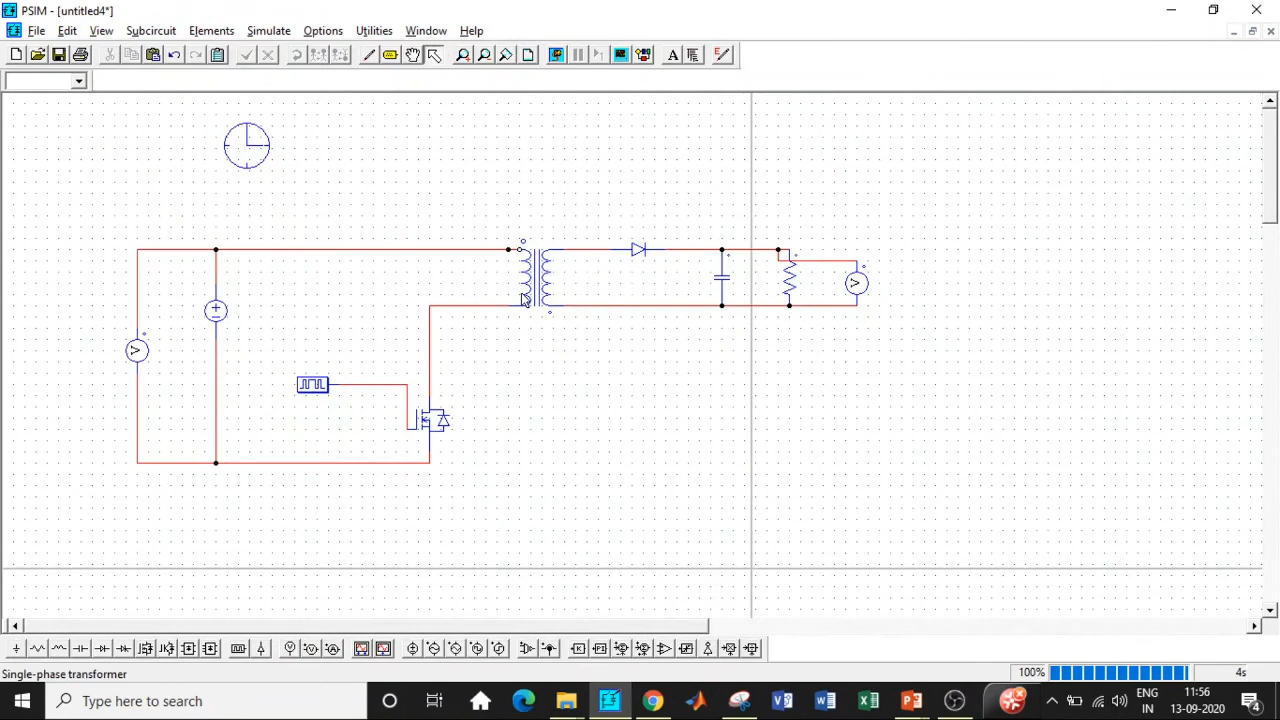 PSIM - [untitled4*]
File Edit View Subcircuit Elements Simulate Options Utilities Window Help
A
V
V
Single-phase transformer
100%
4s
Type here to search
ENG
IN
11:56
13-09-2020
4